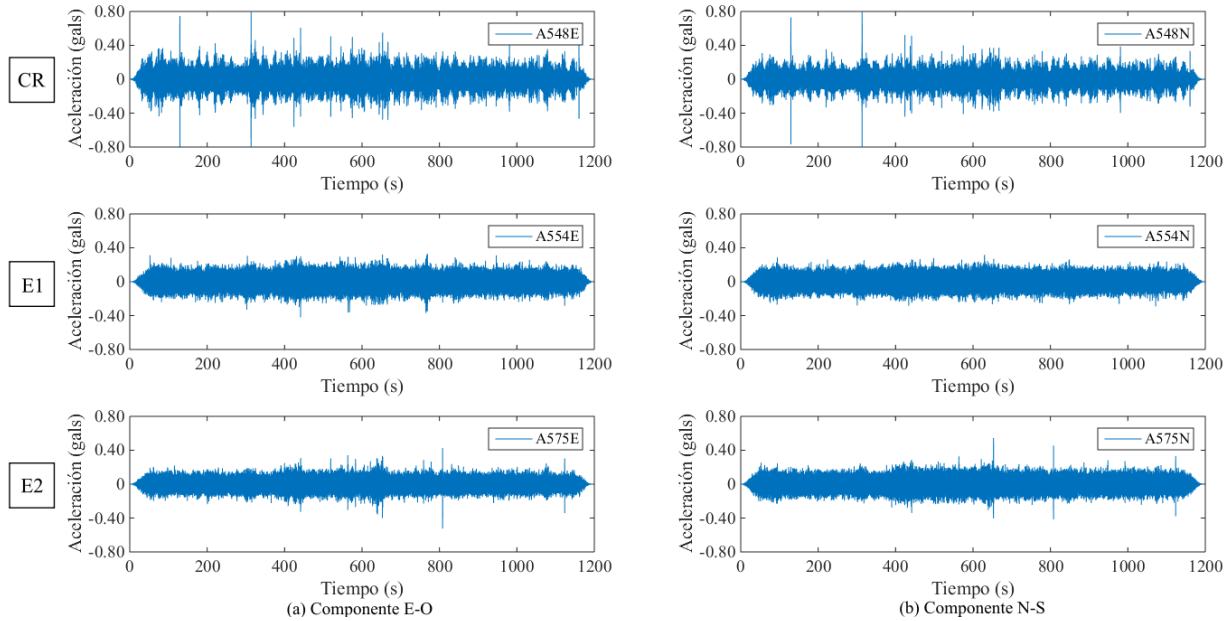 CR
Aceleración (gals)
0.80
0.40
0
-0.40
-0.80
A548E
0 200 400 600 800 1000 1200
Tiempo (s)
Aceleración (gals)
0.80
0.40
0
-0.40
-0.80
A548N
0 200 400 600 800 1000 1200
Tiempo (s)
E1
Aceleración (gals)
0.80
0.40
0
-0.40
-0.80
A554E
0 200 400 600 800 1000 1200
Tiempo (s)
Aceleración (gals)
0.80
0.40
0
-0.40
-0.80
A554N
0 200 400 600 800 1000 1200
Tiempo (s)
E2
Aceleración (gals)
0.80
0.40
0
-0.40
-0.80
A575E
0 200 400 600 800 1000 1200
Tiempo (s)
(a) Componente E-O
Aceleración (gals)
0.80
0.40
0
-0.40
-0.80
A575N
0 200 400 600 800 1000 1200
Tiempo (s)
(b) Componente N-S